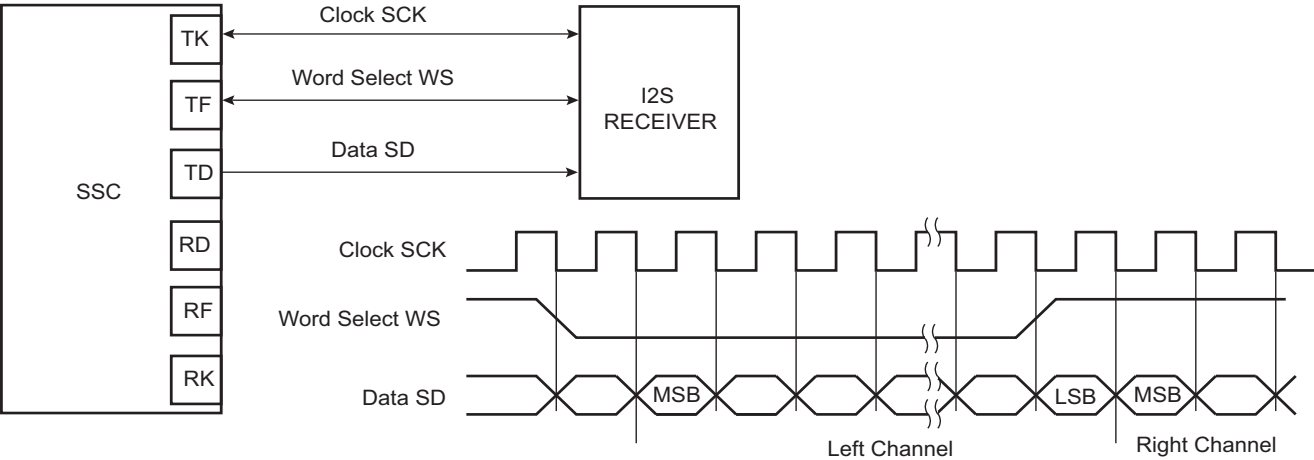 Clock SCK
TK
Word Select WS
TF
I2S
RECEIVER
Data SD
TD
SSC
RD
Clock SCK
RF
Word Select WS
RK
Data SD
MSB
LSB
MSB
Left Channel
Right Channel